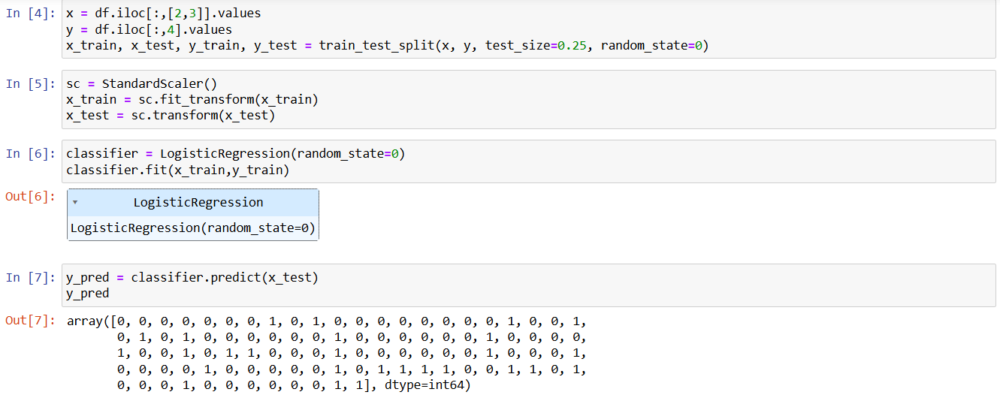 In [4]: x = df.iloc[:,[2,3]].values
y = df.iloc[:,4].values
x_train, x_test, y_train, y_test = train_test_split(x, y, test_size=0.25, random_state=0)
In [5]: sc = StandardScaler()
x_train = sc.fit_transform(x_train)
x_test = sc.transform(x_test)
In [6]: classifier = LogisticRegression(random_state=0)
classifier.fit(x_train,y_train)
Out[6]: LogisticRegression
LogisticRegression(random_state=0)
In [7]: y_pred = classifier.predict(x_test)
y_pred
Out[7]: array([0, 0, 0, 0, 0, 0, 0, 1, 0, 1, 0, 0, 0, 0, 0, 0, 0, 0, 1, 0, 0, 1,
0, 1, 0, 1, 0, 0, 0, 0, 0, 0, 1, 0, 0, 0, 0, 0, 0, 1, 0, 0, 0, 0,
1, 0, 0, 1, 0, 1, 1, 0, 0, 0, 1, 0, 0, 0, 0, 0, 0, 1, 0, 0, 0, 1,
0, 0, 0, 0, 1, 0, 0, 0, 0, 0, 1, 0, 1, 1, 1, 1, 0, 0, 1, 1, 0, 1,
0, 0, 0, 1, 0, 0, 0, 0, 0, 0, 1, 1], dtype=int64)